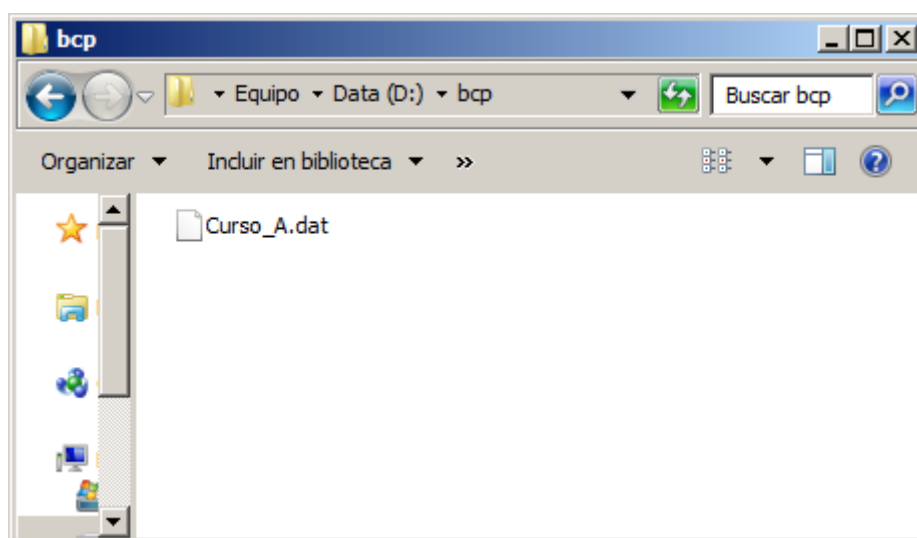 bcp
Equipo Data (D:) bcp Buscar bcp
Organizar Incluir en biblioteca »
Curso_A.dat